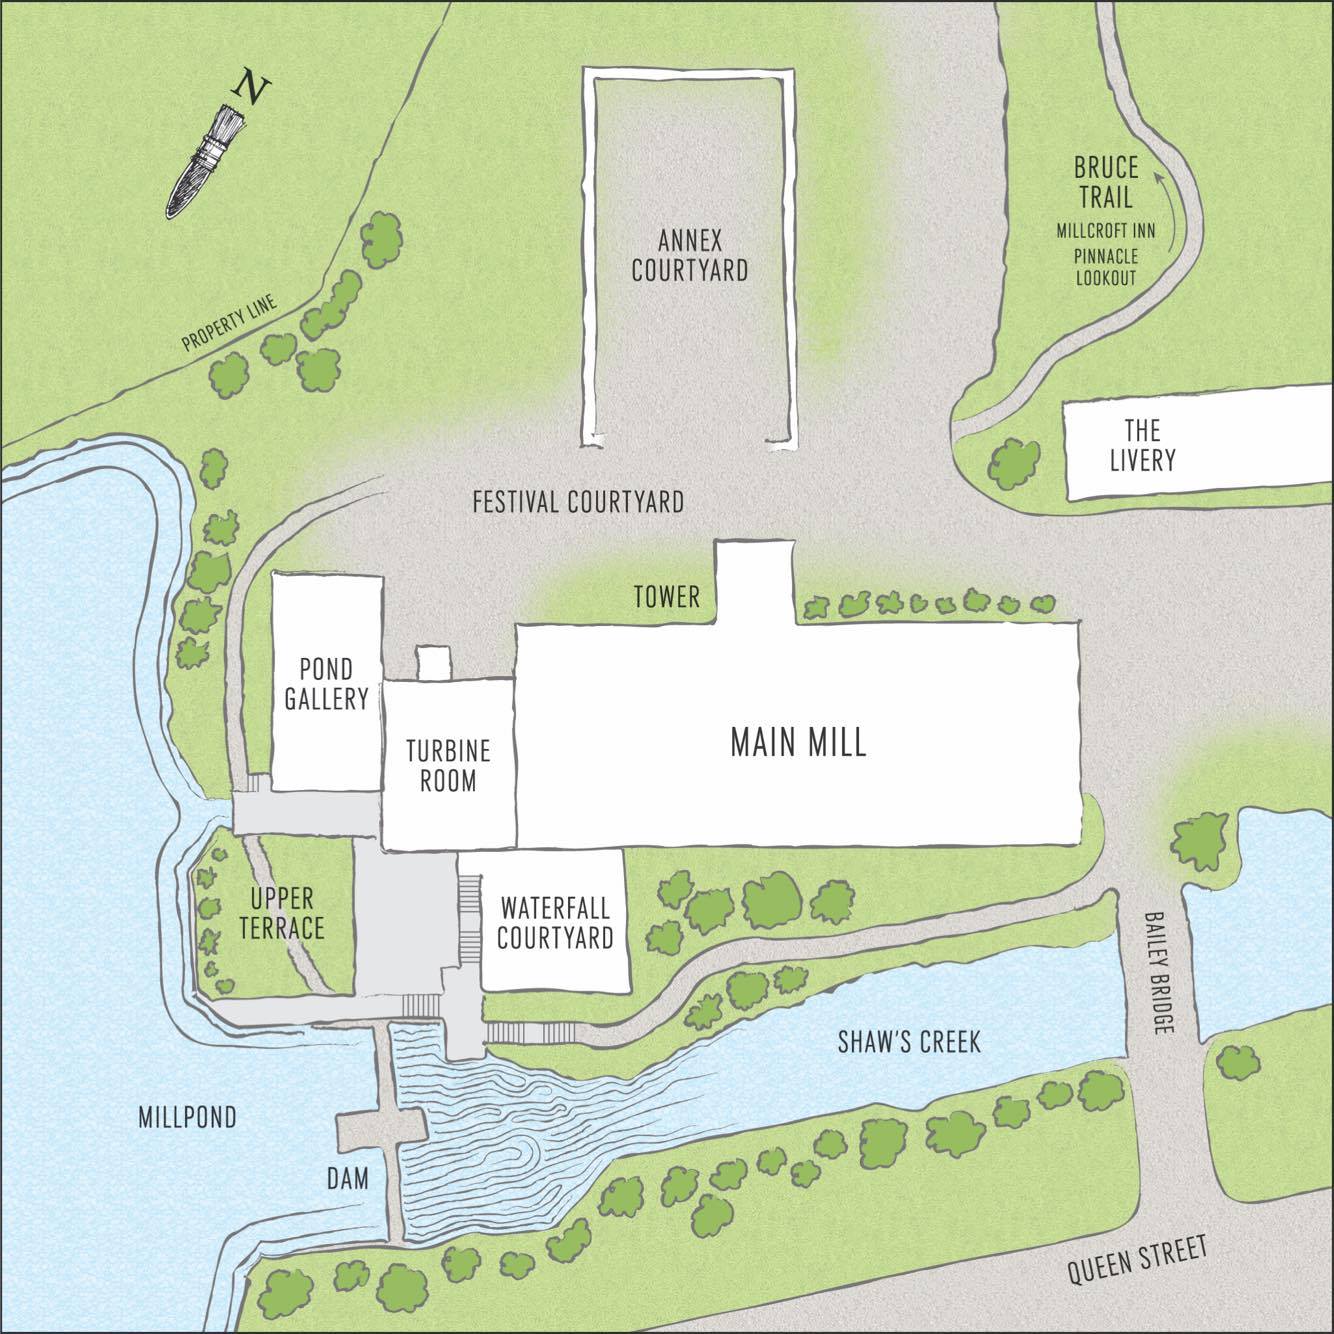 N
BRUCE
TRAIL
MILLCROFT INN
PINNACLE
LOOKOUT
ANNEX
COURTYARD
PROPERTY LINE
THE
LIVERY
FESTIVAL COURTYARD
TOWER
POND
GALLERY
TURBINE
ROOM
MAIN MILL
UPPER
TERRACE
WATERFALL
COURTYARD
BAILEY BRIDGE
SHAW'S CREEK
MILLPOND
DAM
QUEEN STREET